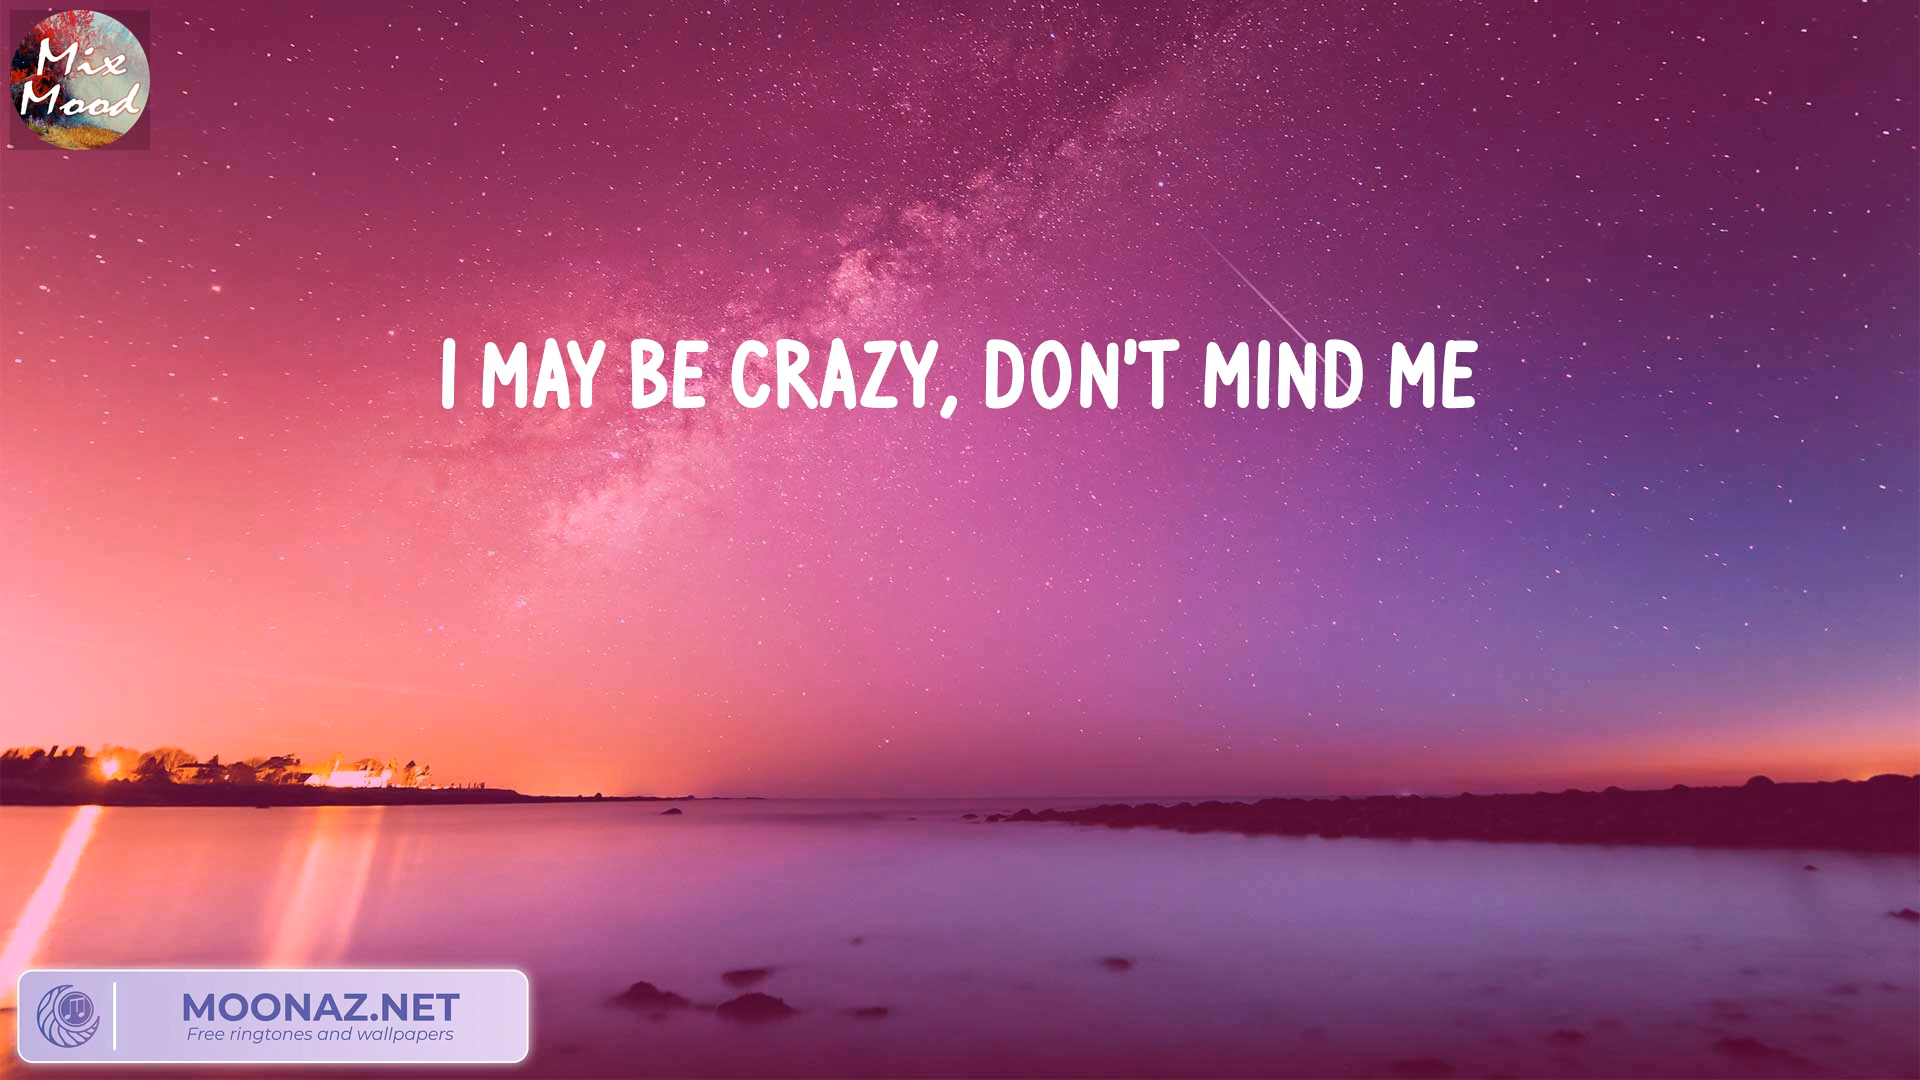 Mix
Mood
I MAY BE CRAZY, DON'T MIND ME
MOONAZ.NET
Free ringtones and wallpapers